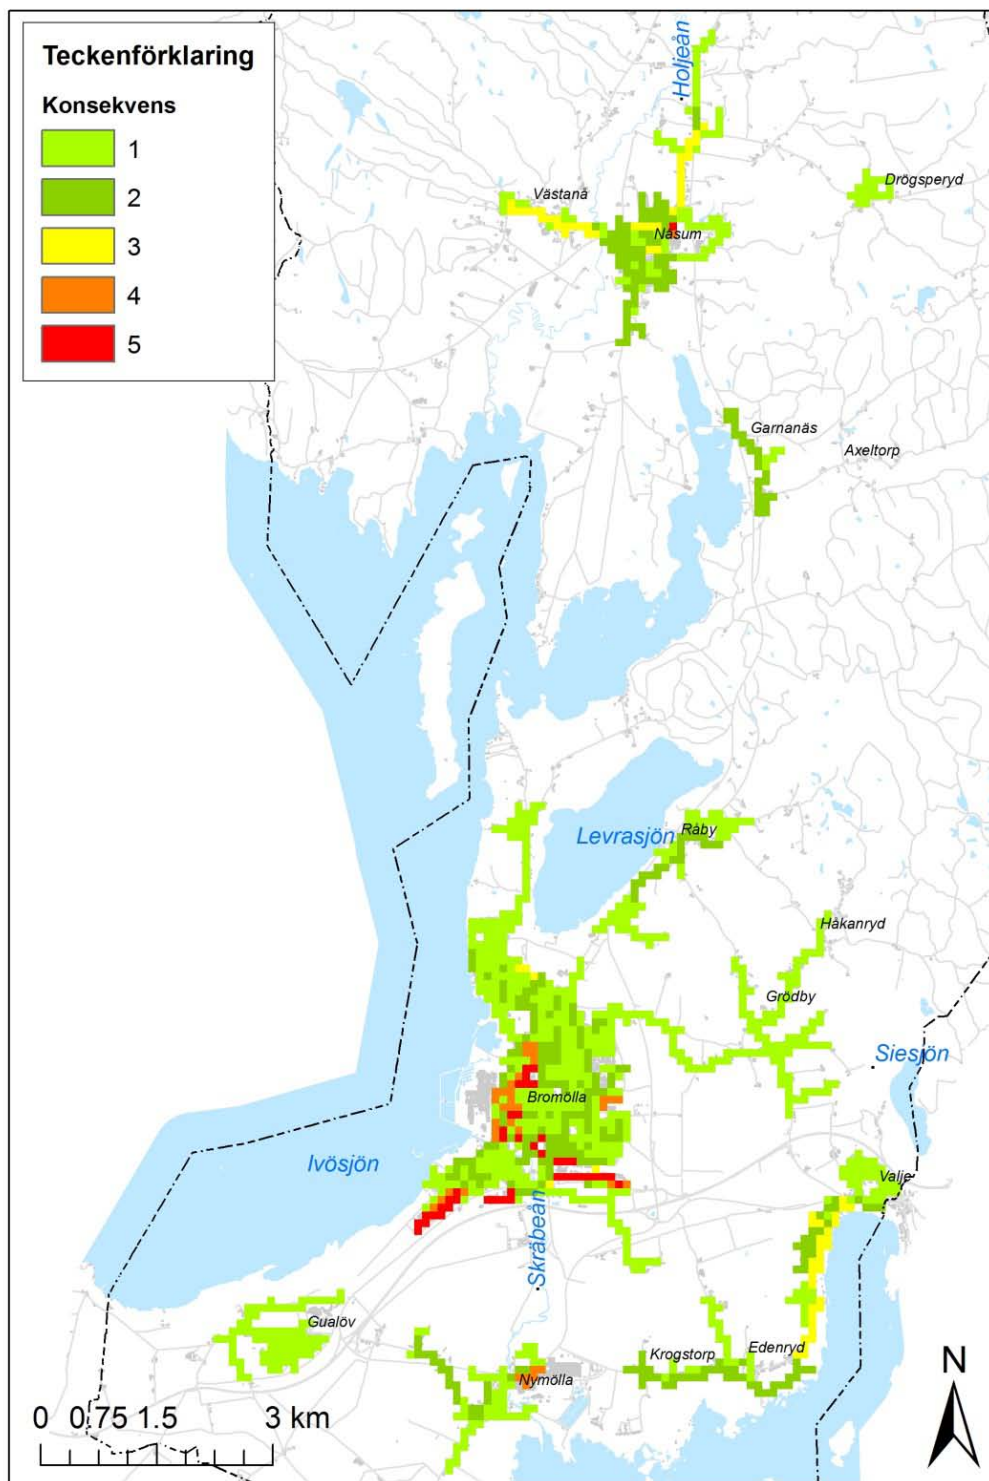 Teckenförklaring
Konsekvens
1
2
3
4
5
Holjeån
Drögsperyd
Västanå
Näsum
Garnanäs
Axeltorp
Levrasjön
Råby
Håkanryd
Grödby
Siesjön
Bromölla
Ivösjön
Valje
Skräbeån
Gualöv
Krogstorp
Edenryd
Nymölla
0 0.75 1.5 3 km
N